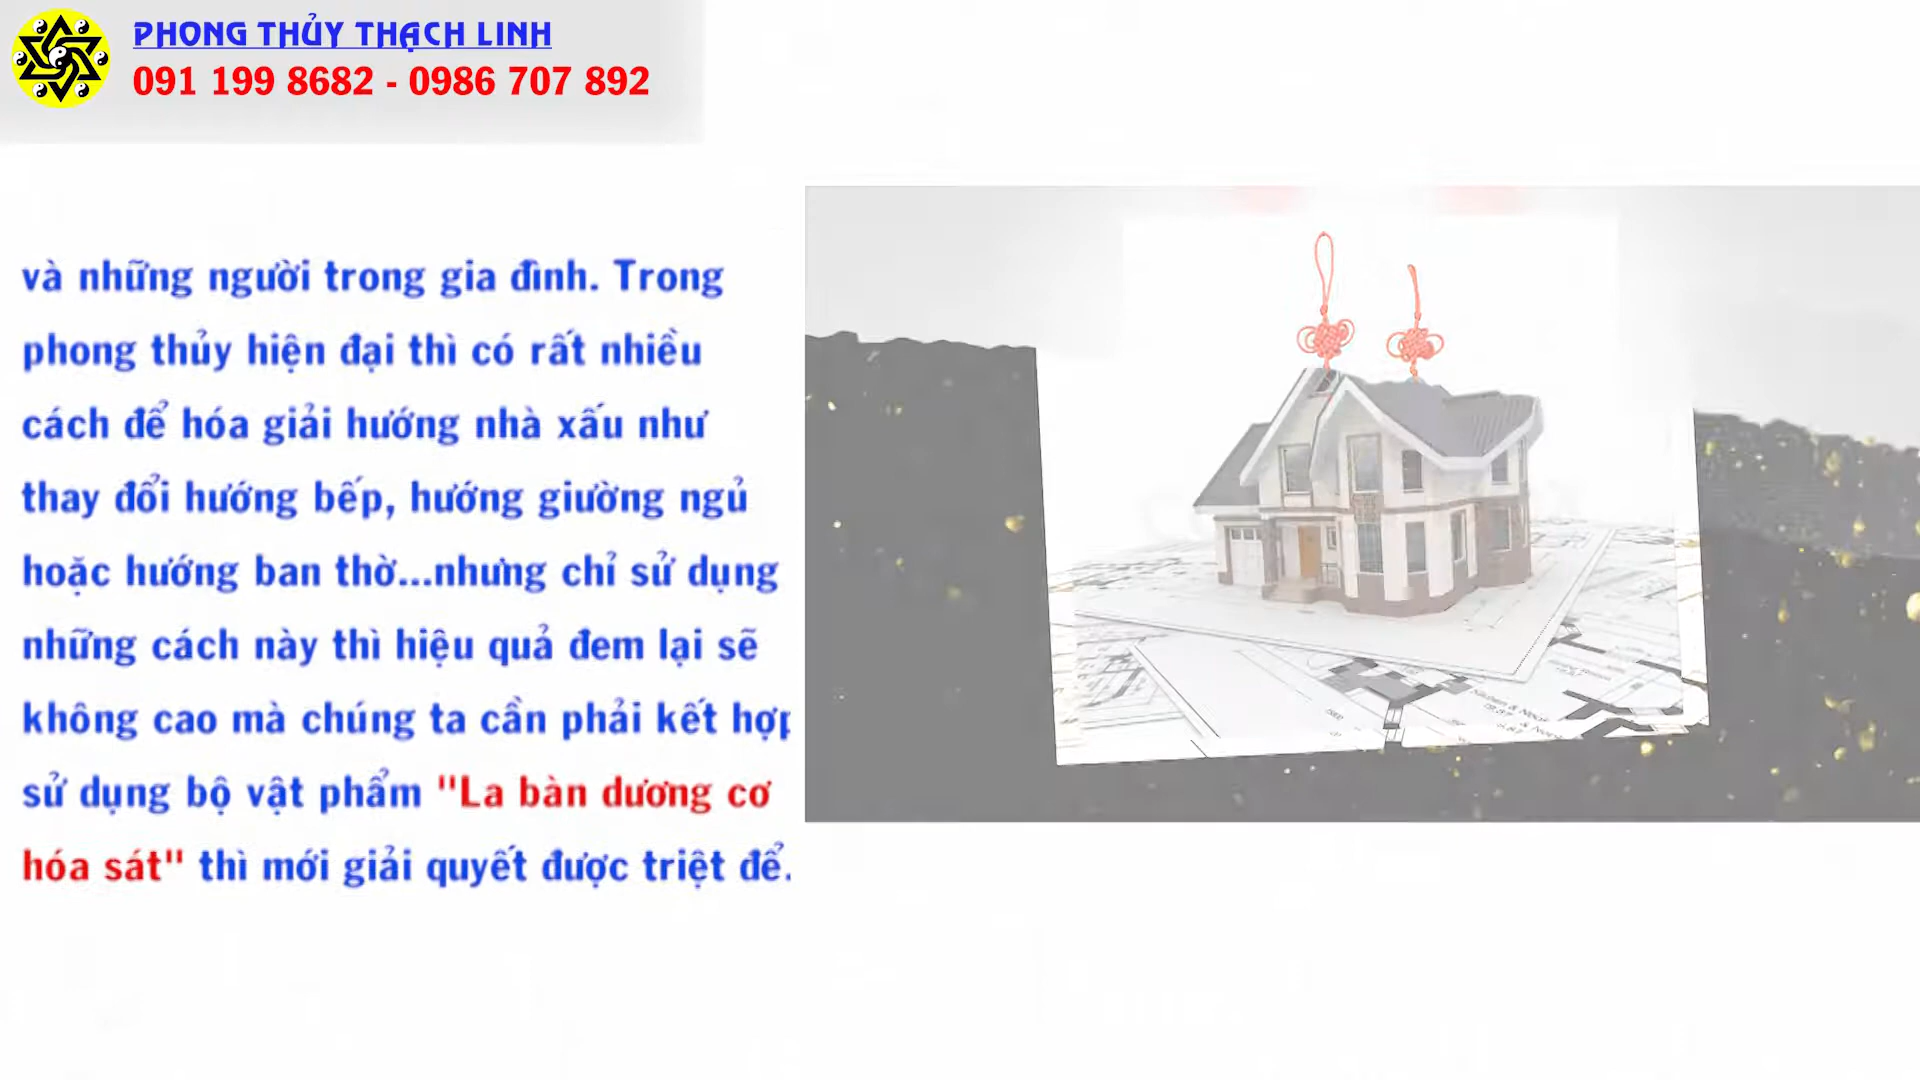 PHONG THỦY THẠCH LINH
091 199 8682 - 0986 707 892
và những người trong gia đình. Trong
phong thủy hiện đại thì có rất nhiều
cách để hóa giải hướng nhà xấu như
thay đổi hướng bếp, hướng giường ngủ
hoặc hướng ban thờ...nhưng chỉ sử dụng
những cách này thì hiệu quả đem lại sẽ
không cao mà chúng ta cần phải kết hợp
sử dụng bộ vật phẩm "La bàn dương cơ
hóa sát" thì mới giải quyết được triệt để.